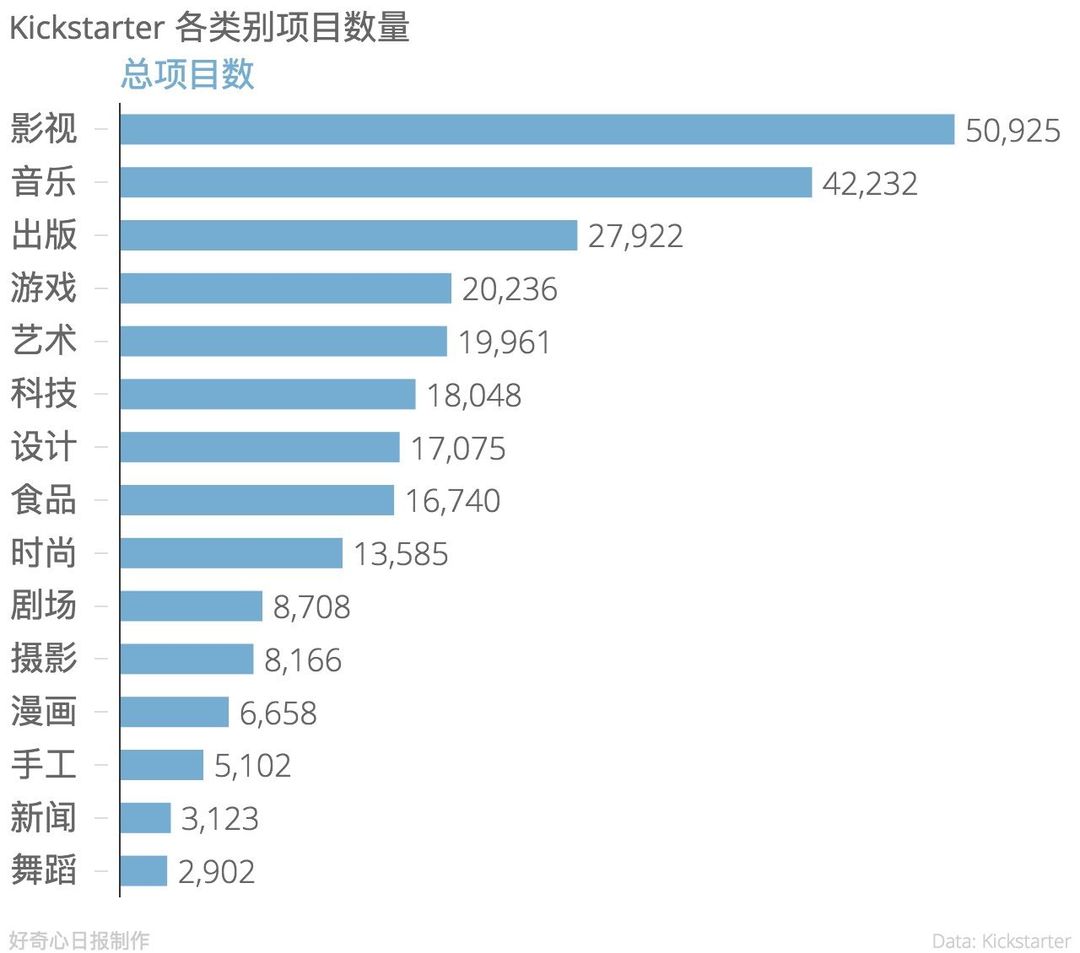 Kickstarter 各类别项目数量
总项目数
影视 50,925
音乐 42,232
出版 27,922
游戏 20,236
艺术 19,961
科技 18,048
设计 17,075
食品 16,740
时尚 13,585
剧场 8,708
摄影 8,166
漫画 6,658
手工 5,102
新闻 3,123
舞蹈 2,902
好奇心日报制作 Data: Kickstarter